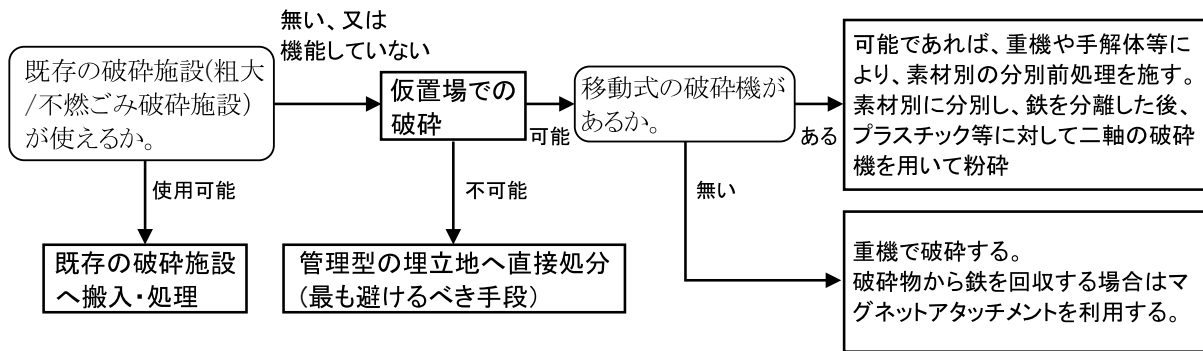 既存の破砕施設(粗大
/不燃ごみ破砕施設)
が使えるか。
無い、又は
機能していない
使用可能
既存の破砕施設
へ搬入・処理
仮置場での
破砕
可能
不可能
管理型の埋立地へ直接処分
(最も避けるべき手段)
移動式の破砕機が
あるか。
ある
無い
可能であれば、重機や手解体等に
より、素材別の分別前処理を施す。
素材別に分別し、鉄を分離した後、
プラスチック等に対して二軸の破砕
機を用いて粉砕
重機で破砕する。
破砕物から鉄を回収する場合はマ
グネットアタッチメントを利用する。